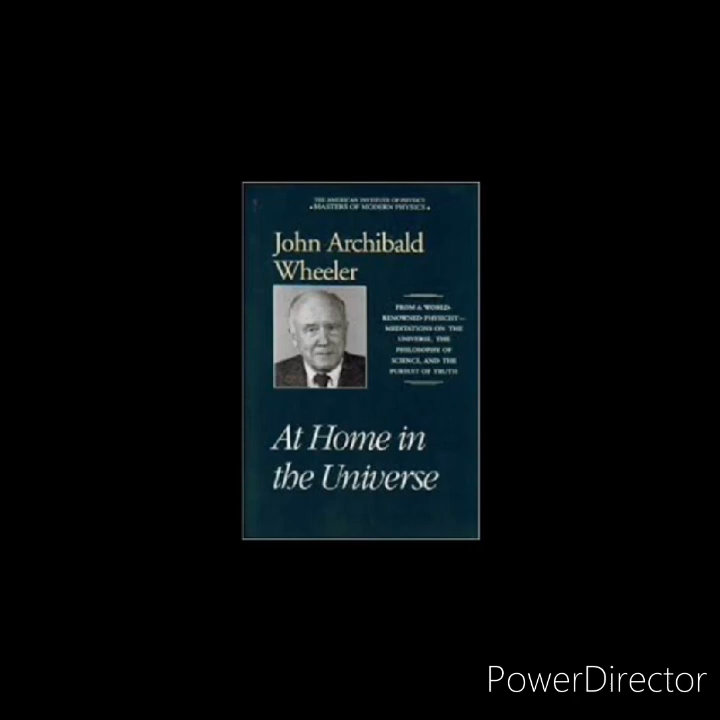 THE AMERICAN INSTITUTE OF PHYSICS
• MASTERS OF MODERN PHYSICS •
John Archibald
Wheeler
FROM A WORLD-
RENOWNED PHYSICIST—
MEDITATIONS ON THE
UNIVERSE, THE
PHILOSOPHY OF
SCIENCE, AND THE
PURSUIT OF TRUTH
At Home in
the Universe
PowerDirector